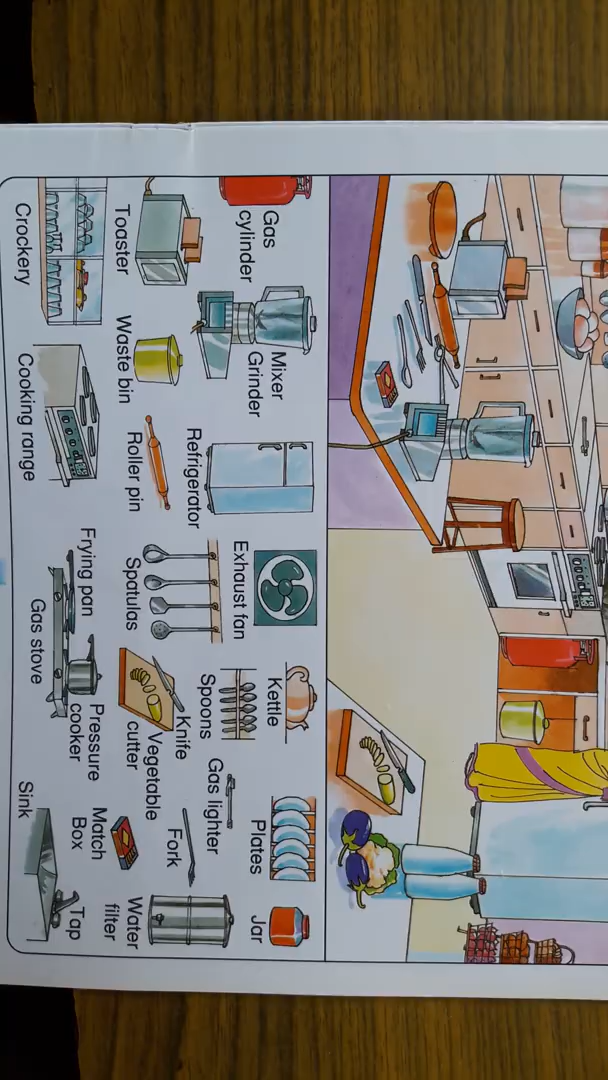 Gas
cylinder
Mixer
Grinder
Refrigerator
Exhaust fan
Kettle
Spoons
Gas lighter
Plates
Jar
Toaster
Waste bin
Roller pin
Spatulas
Knife
Vegetable
cutter
Fork
Match
Box
Water
filter
Crockery
Cooking range
Frying pan
Gas stove
Pressure
cooker
Sink
Tap